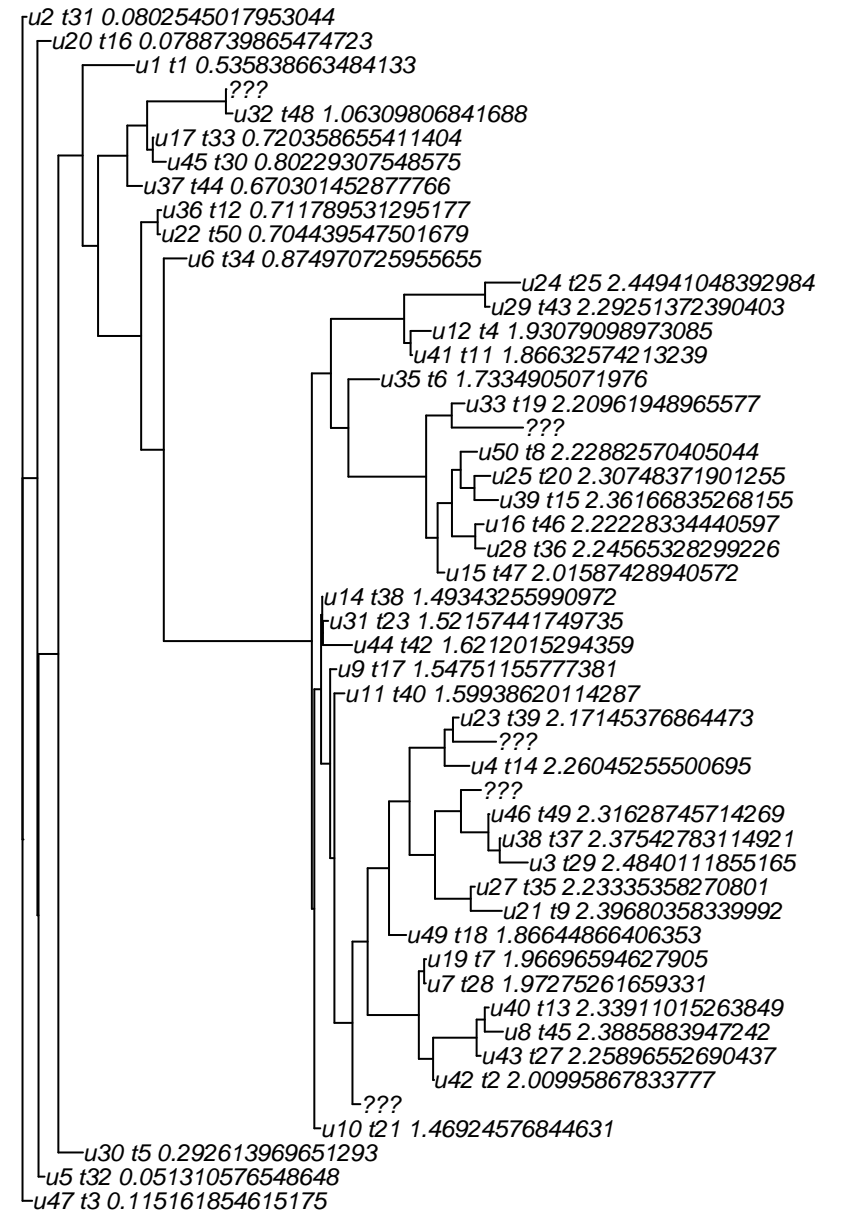 u2 t31 0.0802545017953044
u20 t16 0.0788739865474723
u1 t1 0.535838663484133
???
u32 t48 1.06309806841688
u17 t33 0.720358655411404
u45 t30 0.80229307548575
u37 t44 0.670301452877766
u36 t12 0.711789531295177
u22 t50 0.704439547501679
u6 t34 0.874970725955655
u24 t25 2.44941048392984
u29 t43 2.29251372390403
u12 t4 1.93079098973085
u41 t11 1.86632574213239
u35 t6 1.7334905071976
u33 t19 2.20961948965577
???
u50 t8 2.22882570405044
u25 t20 2.30748371901255
u39 t15 2.36166835268155
u16 t46 2.22228334440597
u28 t36 2.24565328299226
u15 t47 2.01587428940572
u14 t38 1.49343255990972
u31 t23 1.52157441749735
u44 t42 1.6212015294359
u9 t17 1.54751155777381
u11 t40 1.59938620114287
u23 t39 2.17145376864473
???
u4 t14 2.26045255500695
???
u46 t49 2.31628745714269
u38 t37 2.37542783114921
u3 t29 2.4840111855165
u27 t35 2.23335358270801
u21 t9 2.39680358339992
u49 t18 1.86644866406353
u19 t7 1.96696594627905
u7 t28 1.97275261659331
u40 t13 2.33911015263849
u8 t45 2.3885883947242
u43 t27 2.25896552690437
u42 t2 2.00995867833777
???
u10 t21 1.46924576844631
u30 t5 0.292613969651293
u5 t32 0.051310576548648
u47 t3 0.115161854615175